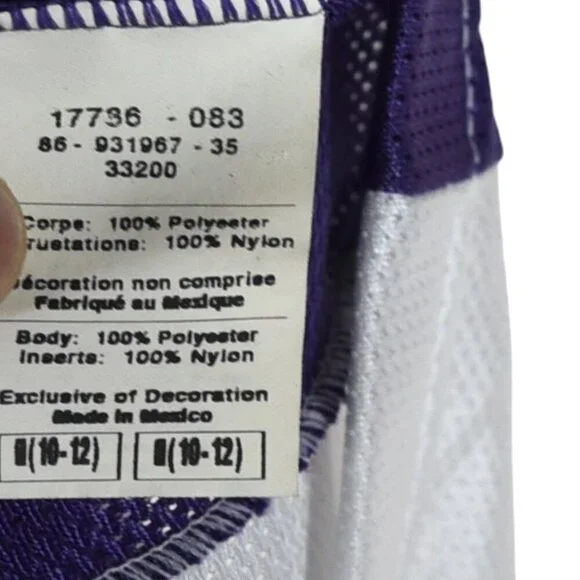 17736 - 083
86 - 931967 - 35
33200
Corps: 100% Polyester
rustations: 100% Nylon
écoration non comprise
Fabriqué au Mexique
Body: 100% Polyester
Inserts: 100% Nylon
Exclusive of Decoration
Made in Mexico
(10-12) (10-12)